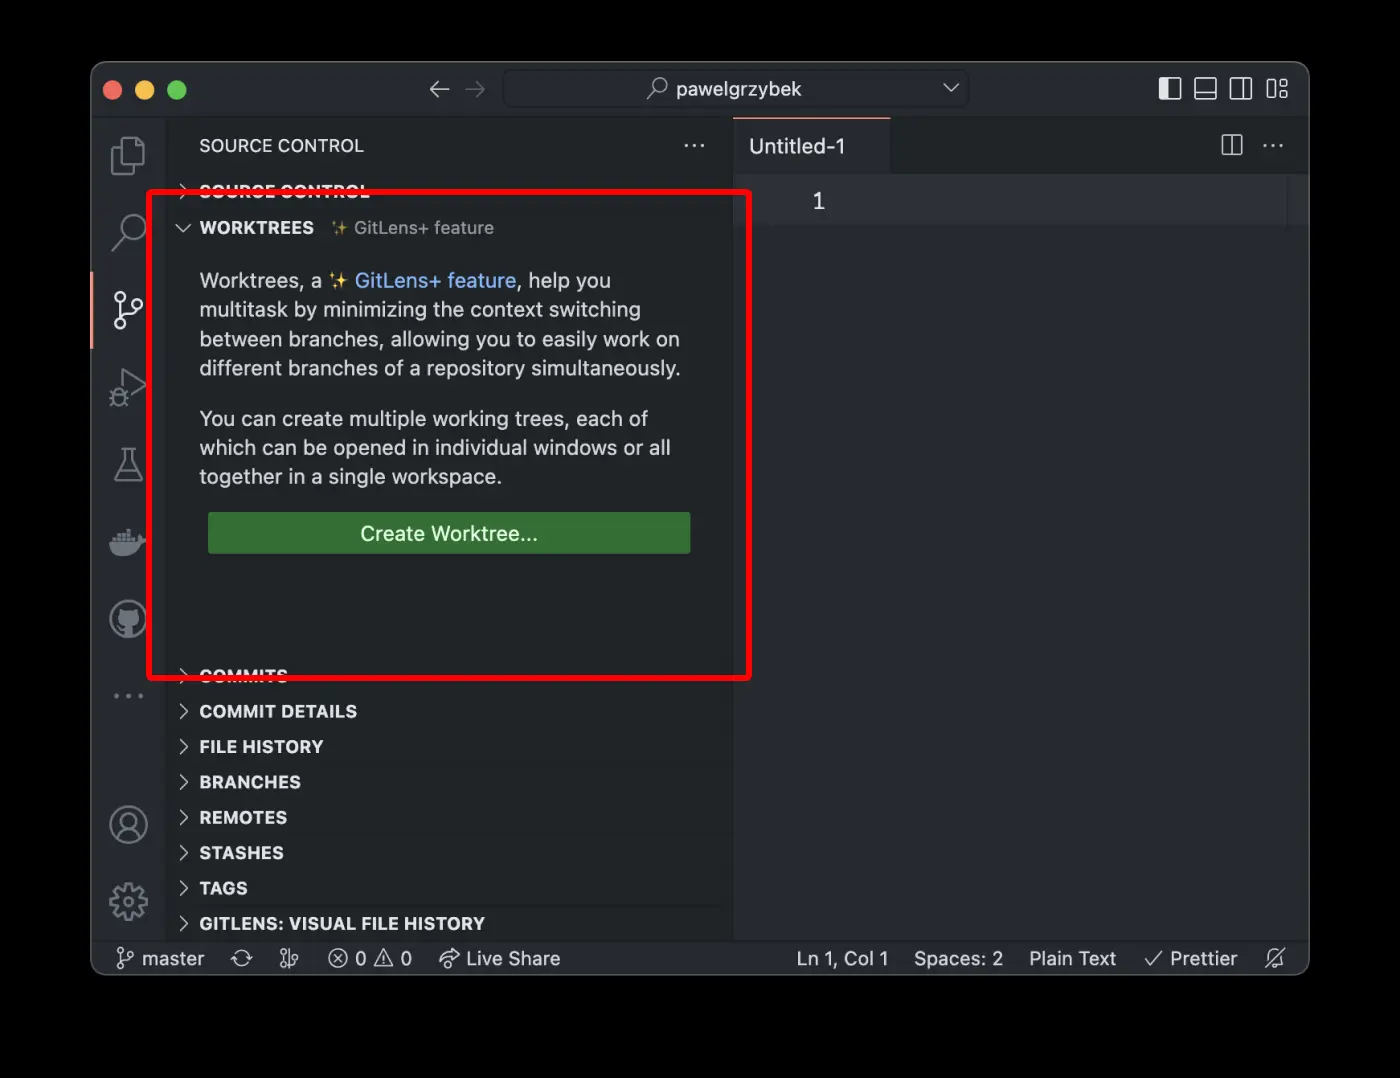 pawelgrzybek
SOURCE CONTROL
Untitled-1
SOURCE CONTROL
1
WORKTREES ✨ GitLens+ feature
Worktrees, a ✨ GitLens+ feature, help you
multitask by minimizing the context switching
between branches, allowing you to easily work on
different branches of a repository simultaneously.
You can create multiple working trees, each of
which can be opened in individual windows or all
together in a single workspace.
Create Worktree...
COMMITS
COMMIT DETAILS
FILE HISTORY
BRANCHES
REMOTES
STASHES
TAGS
GITLENS: VISUAL FILE HISTORY
master 0 0 Live Share Ln 1, Col 1 Spaces: 2 Plain Text Prettier